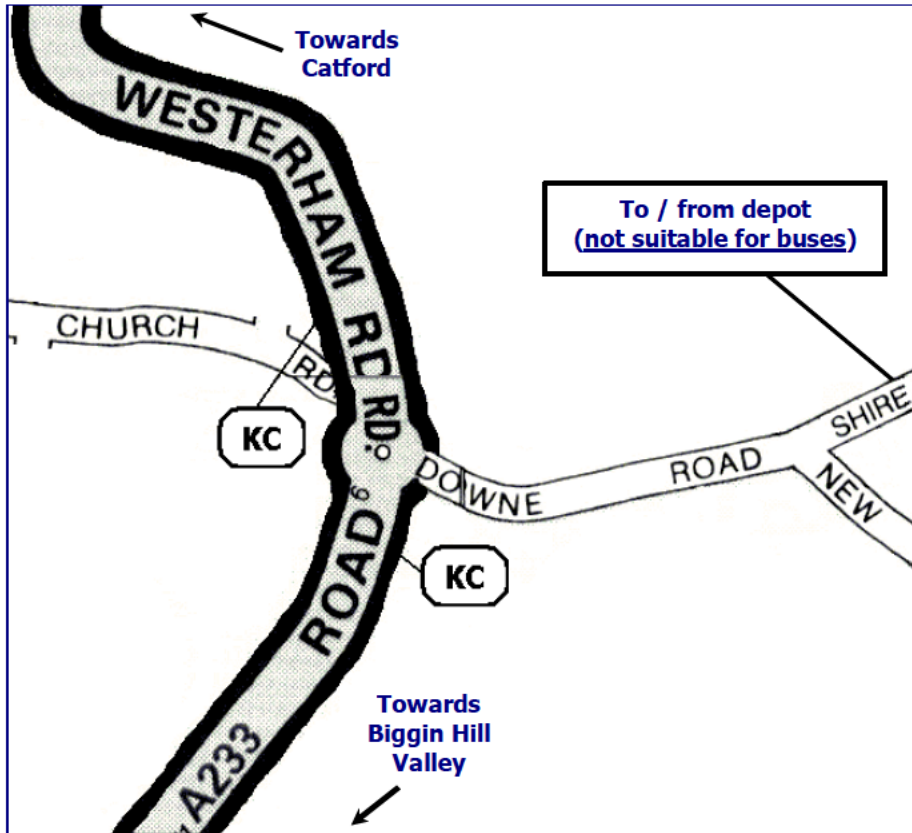 Towards
Catford
WESTERHAM RD
To / from depot
(not suitable for buses)
CHURCH
RD.
RD.
KC
DOWNE
ROAD
SHIRE
NEW
ROAD
KC
Towards
Biggin Hill
Valley
A233